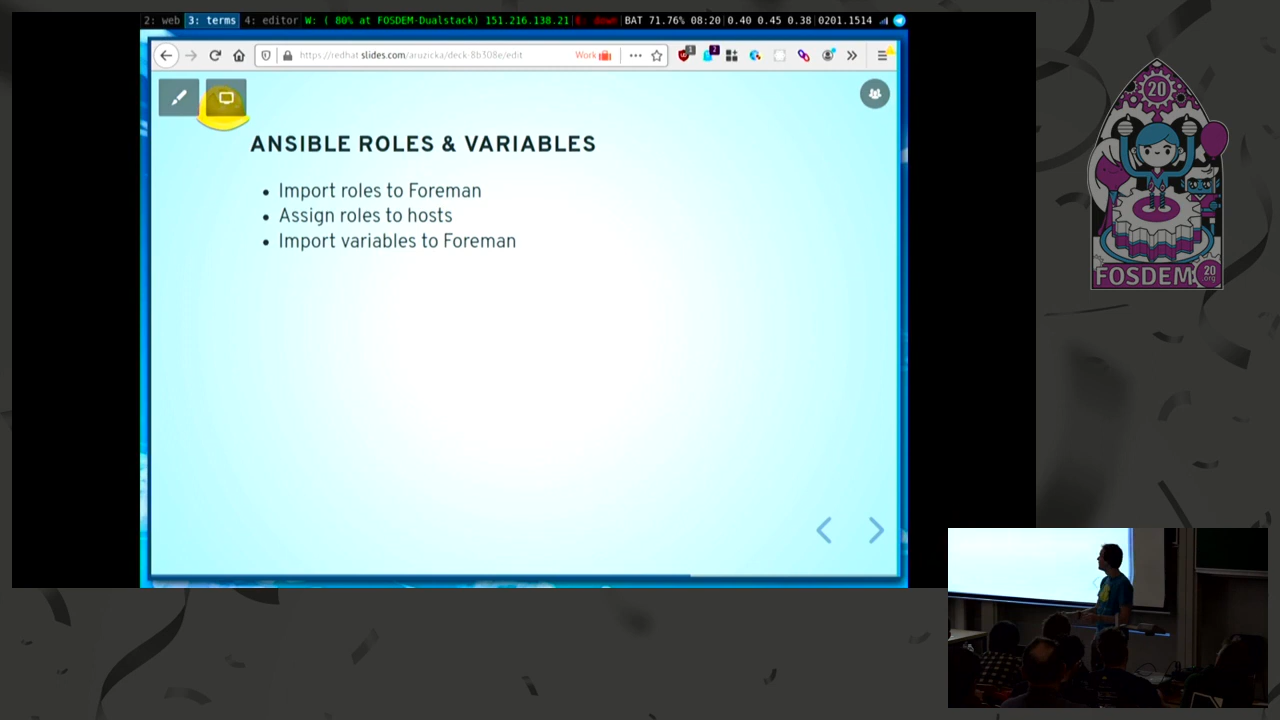 2: web 3: terms 4: editor W: ( 80% at FOSDEM-Dualstack) 151.216.138.21 E: down BAT 71.76% 08:20 0.40 0.45 0.38 0201.1514
https://redhat.slides.com/aruzicka/deck-8b308e/edit Work
ANSIBLE ROLES & VARIABLES
• Import roles to Foreman
• Assign roles to hosts
• Import variables to Foreman
20
FOSDEM 20 .org